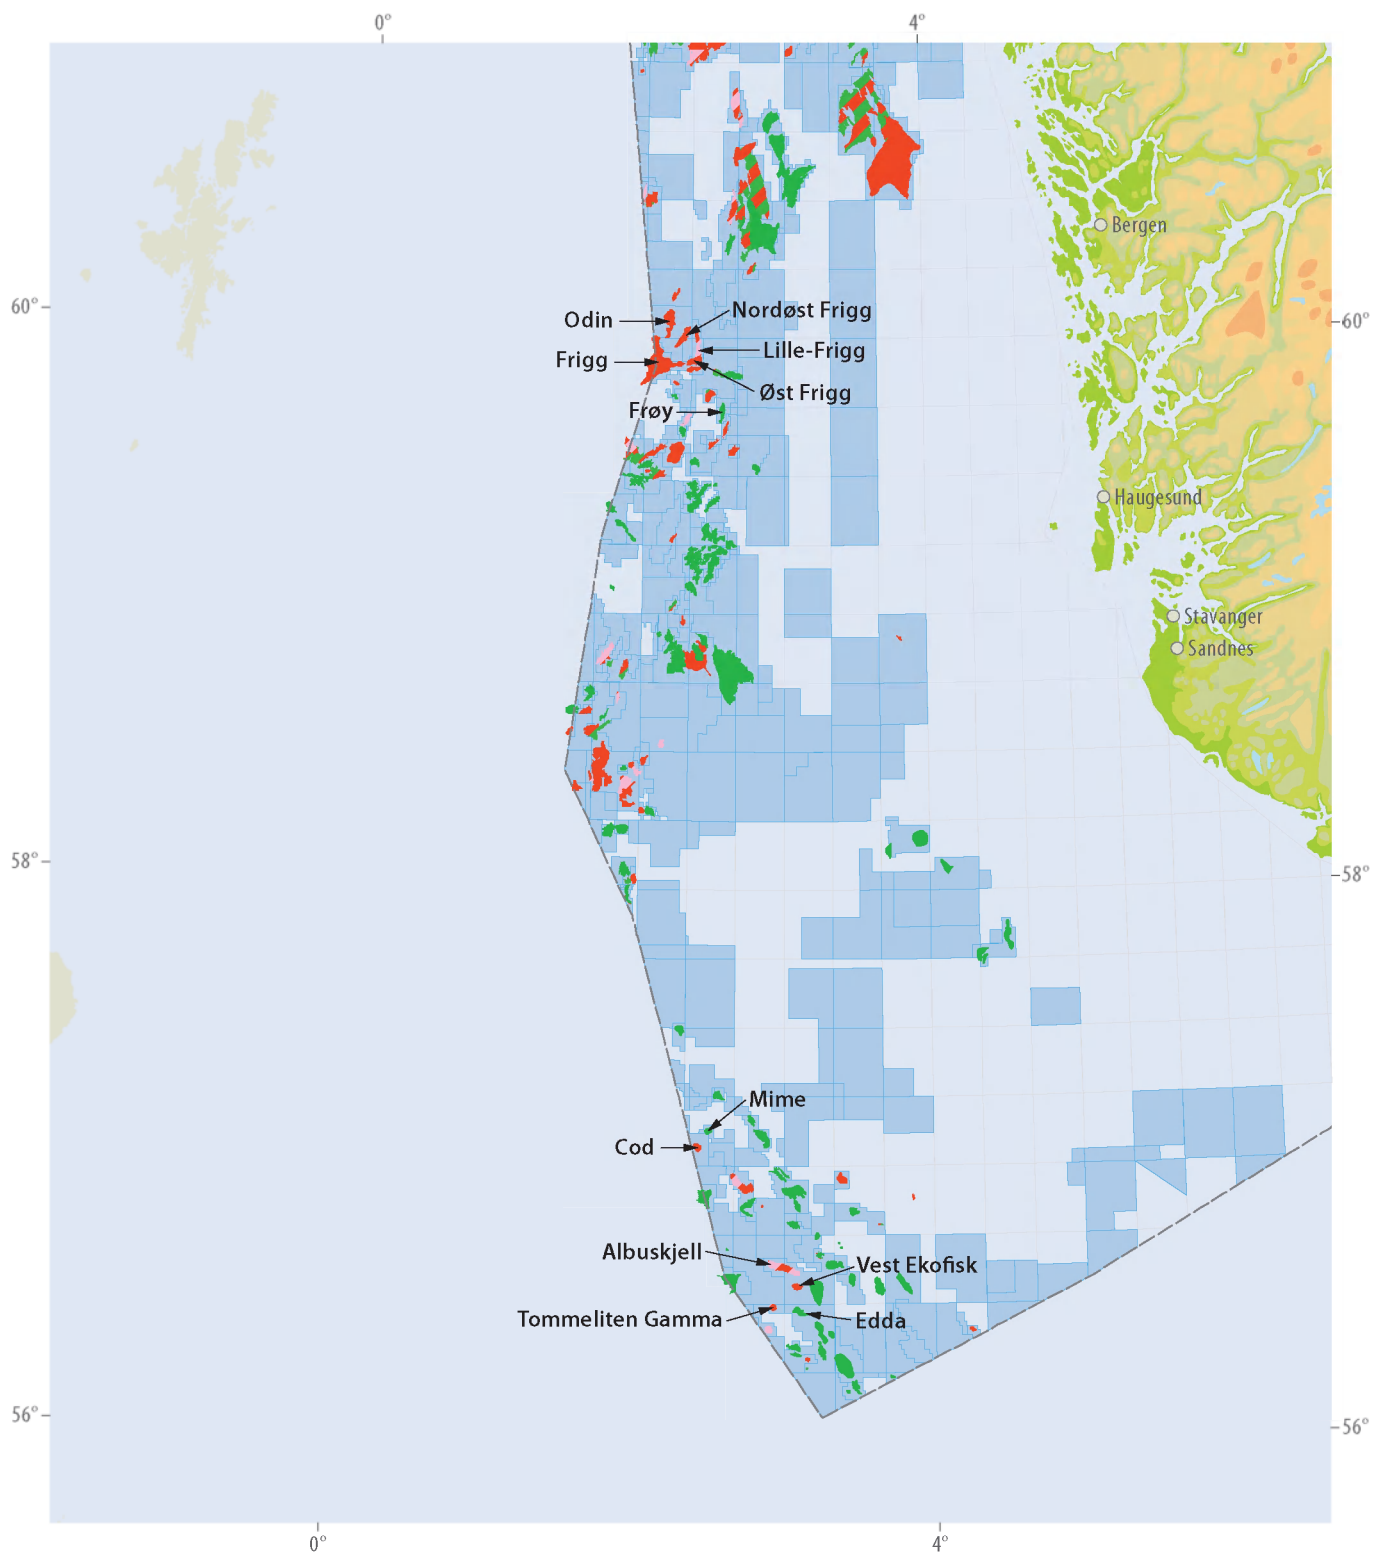 0°
4°
Bergen
60°
Odin
Nordøst Frigg
60°
Lille-Frigg
Frigg
Øst Frigg
Frøy
Haugesund
Stavanger
Sandnes
58°
58°
Mime
Cod
Albuskjell
Vest Ekofisk
Tommeliten Gamma
Edda
56°
56°
0°
4°